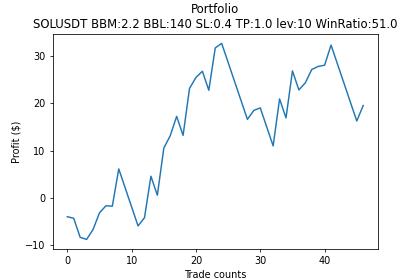 Portfolio
SOLUSDT BBM:2.2 BBL:140 SL:0.4 TP:1.0 lev:10 WinRatio:51.0
Profit ($)
30
20
10
0
−10
0
10
20
30
40
Trade counts